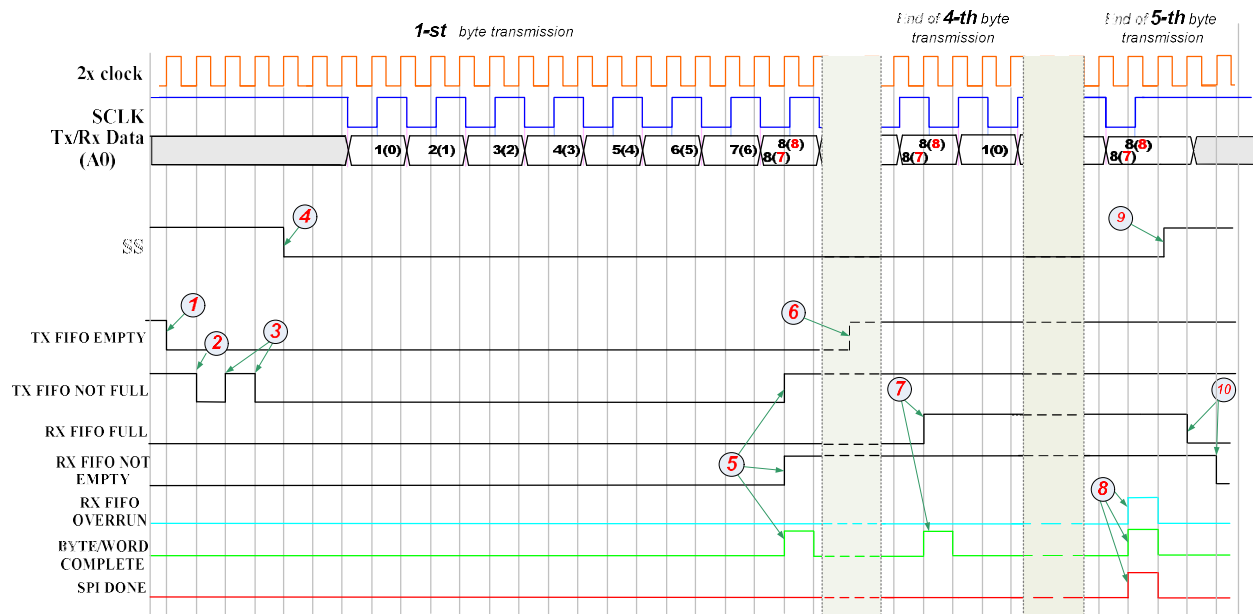 1-st byte transmission
End of 4-th byte
transmission
End of 5-th byte
transmission
2x clock
SCLK
Tx/Rx Data
(A0)
1(0) 2(1) 3(2) 4(3) 5(4) 6(5) 7(6) 8(8)
8(7)
8(8)
8(7)
1(0)
8(8)
8(7)
SS
4
9
TX FIFO EMPTY
1
6
TX FIFO NOT FULL
2
3
RX FIFO FULL
7
10
RX FIFO NOT
EMPTY
5
RX FIFO
OVERRUN
8
BYTE/WORD
COMPLETE
SPI DONE